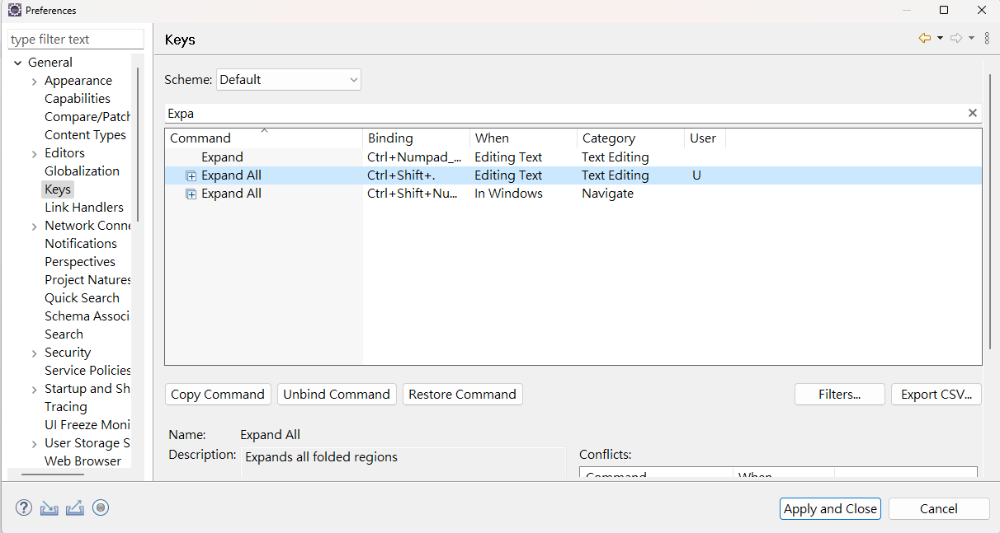 Preferences
type filter text
General
Appearance
Capabilities
Compare/Patch
Content Types
Editors
Globalization
Keys
Link Handlers
Network Conne
Notifications
Perspectives
Project Natures
Quick Search
Schema Associ
Search
Security
Service Policies
Startup and Sh
Tracing
UI Freeze Moni
User Storage S
Web Browser
Keys
Scheme: Default
Expa
Command Binding When Category User
Expand Ctrl+Numpad_... Editing Text Text Editing
Expand All Ctrl+Shift+. Editing Text Text Editing U
Expand All Ctrl+Shift+Nu... In Windows Navigate
Copy Command Unbind Command Restore Command Filters... Export CSV...
Name: Expand All
Description: Expands all folded regions
Conflicts:
Command When
Apply and Close Cancel